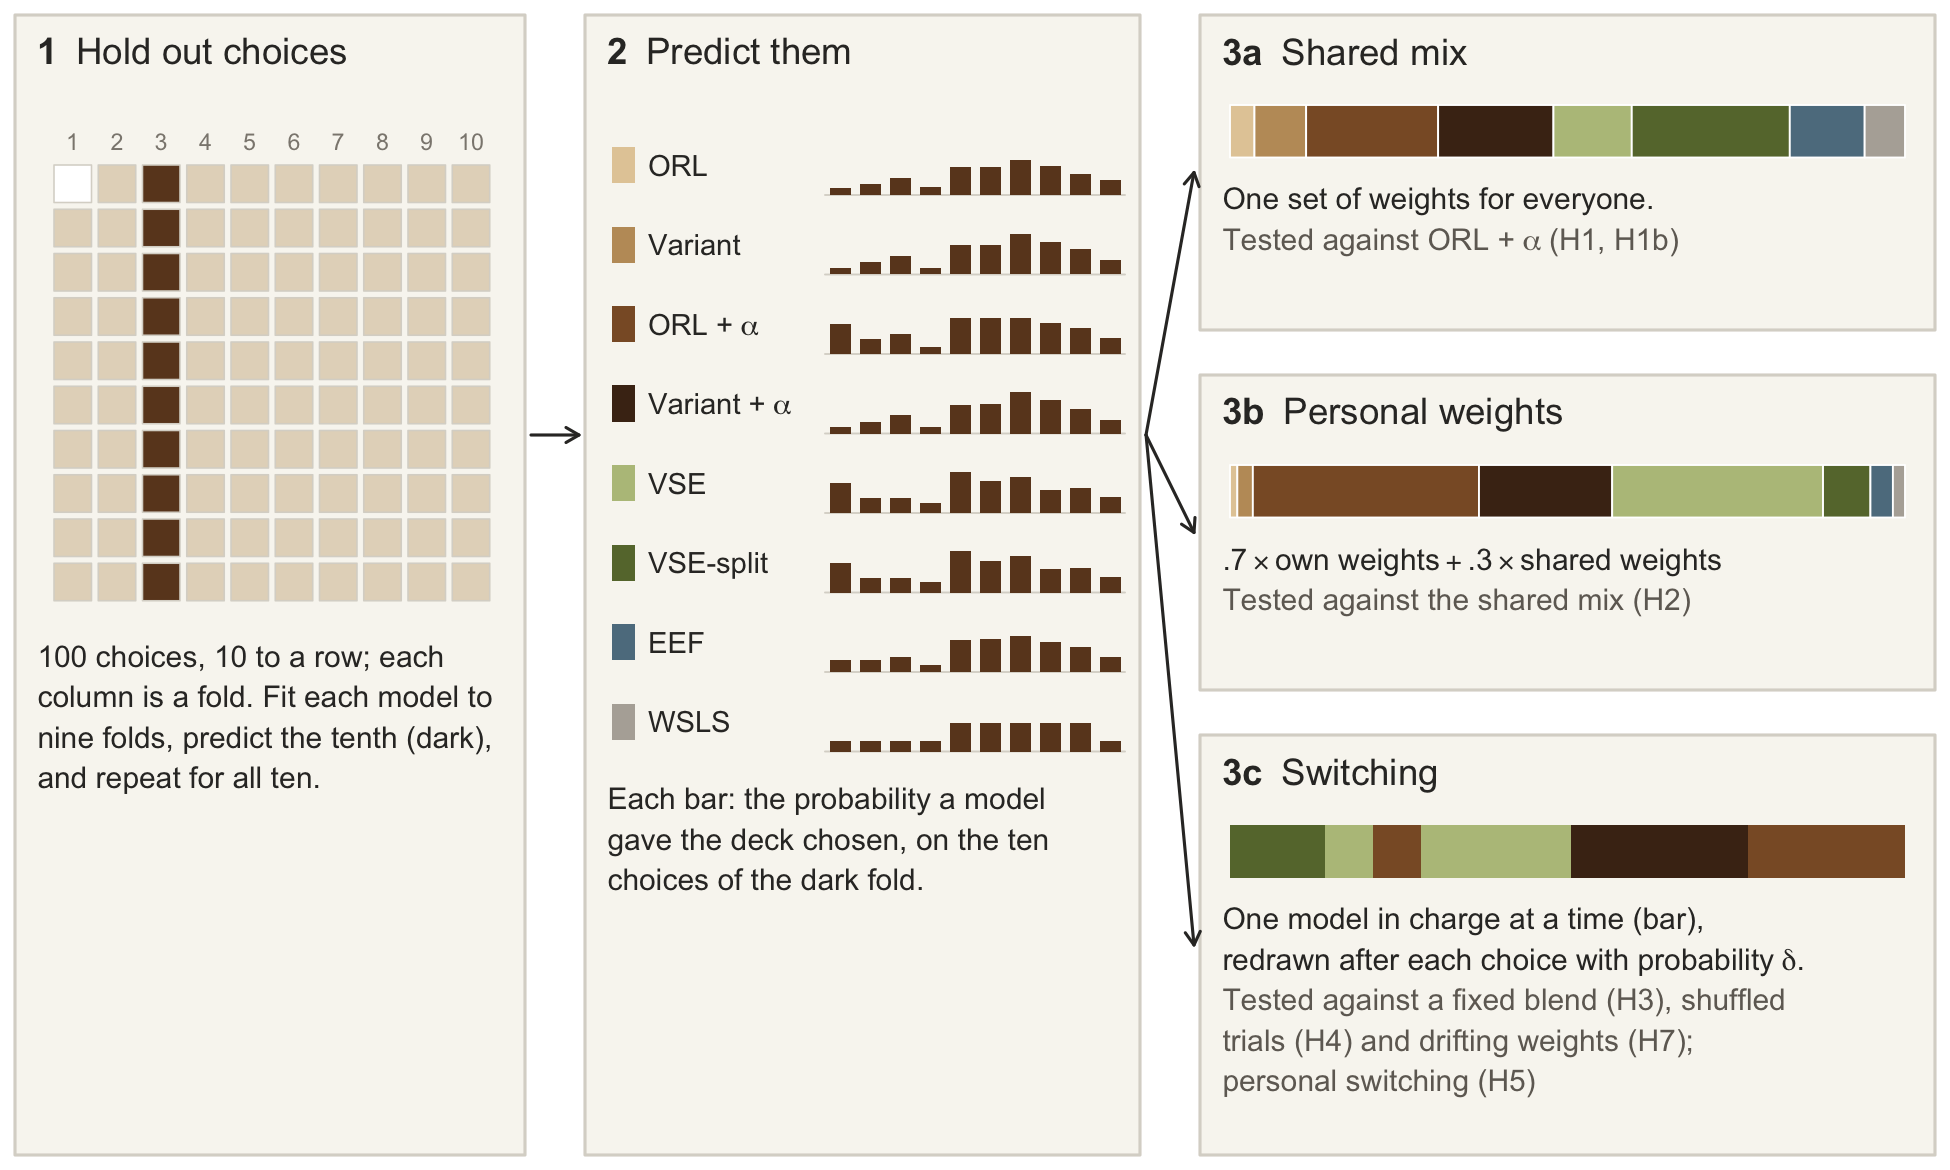 1 Hold out choices
1 2 3 4 5 6 7 8 9 10
100 choices, 10 to a row; each
column is a fold. Fit each model to
nine folds, predict the tenth (dark),
and repeat for all ten.
2 Predict them
ORL
Variant
ORL + α
Variant + α
VSE
VSE-split
EEF
WSLS
Each bar: the probability a model
gave the deck chosen, on the ten
choices of the dark fold.
3a Shared mix
One set of weights for everyone.
Tested against ORL + α (H1, H1b)
3b Personal weights
.7 × own weights + .3 × shared weights
Tested against the shared mix (H2)
3c Switching
One model in charge at a time (bar),
redrawn after each choice with probability δ.
Tested against a fixed blend (H3), shuffled
trials (H4) and drifting weights (H7);
personal switching (H5)